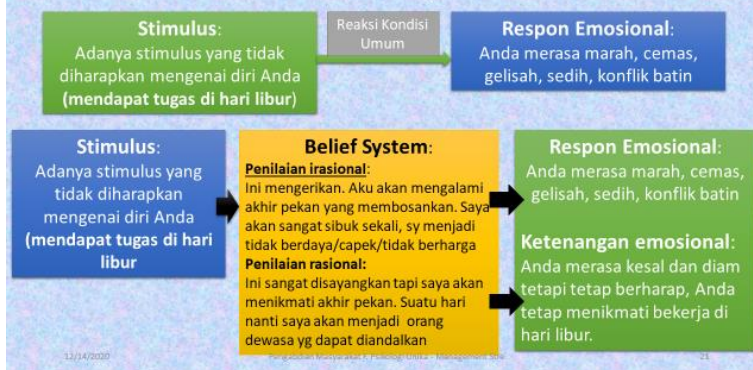 Stimulus:
Adanya stimulus yang tidak
diharapkan mengenai diri Anda
(mendapat tugas di hari libur)
Reaksi Kondisi
Umum
Respon Emosional:
Anda merasa marah, cemas,
gelisah, sedih, konflik batin
Stimulus:
Adanya stimulus yang
tidak diharapkan
mengenai diri Anda
(mendapat tugas di hari
libur
Belief System:
Penilaian irasional:
Ini mengerikan. Aku akan mengalami
akhir pekan yang membosankan. Saya
akan sangat sibuk sekali, sy menjadi
tidak berdaya/capek/tidak berharga
Penilaian rasional:
Ini sangat disayangkan tapi saya akan
menikmati akhir pekan. Suatu hari
nanti saya akan menjadi orang
dewasa yg dapat diandalkan
Respon Emosional:
Anda merasa marah, cemas,
gelisah, sedih, konflik batin
Ketenangan emosional:
Anda merasa kesal dan diam
tetapi tetap berharap, Anda
tetap menikmati bekerja di
hari libur.
12/14/2020
21